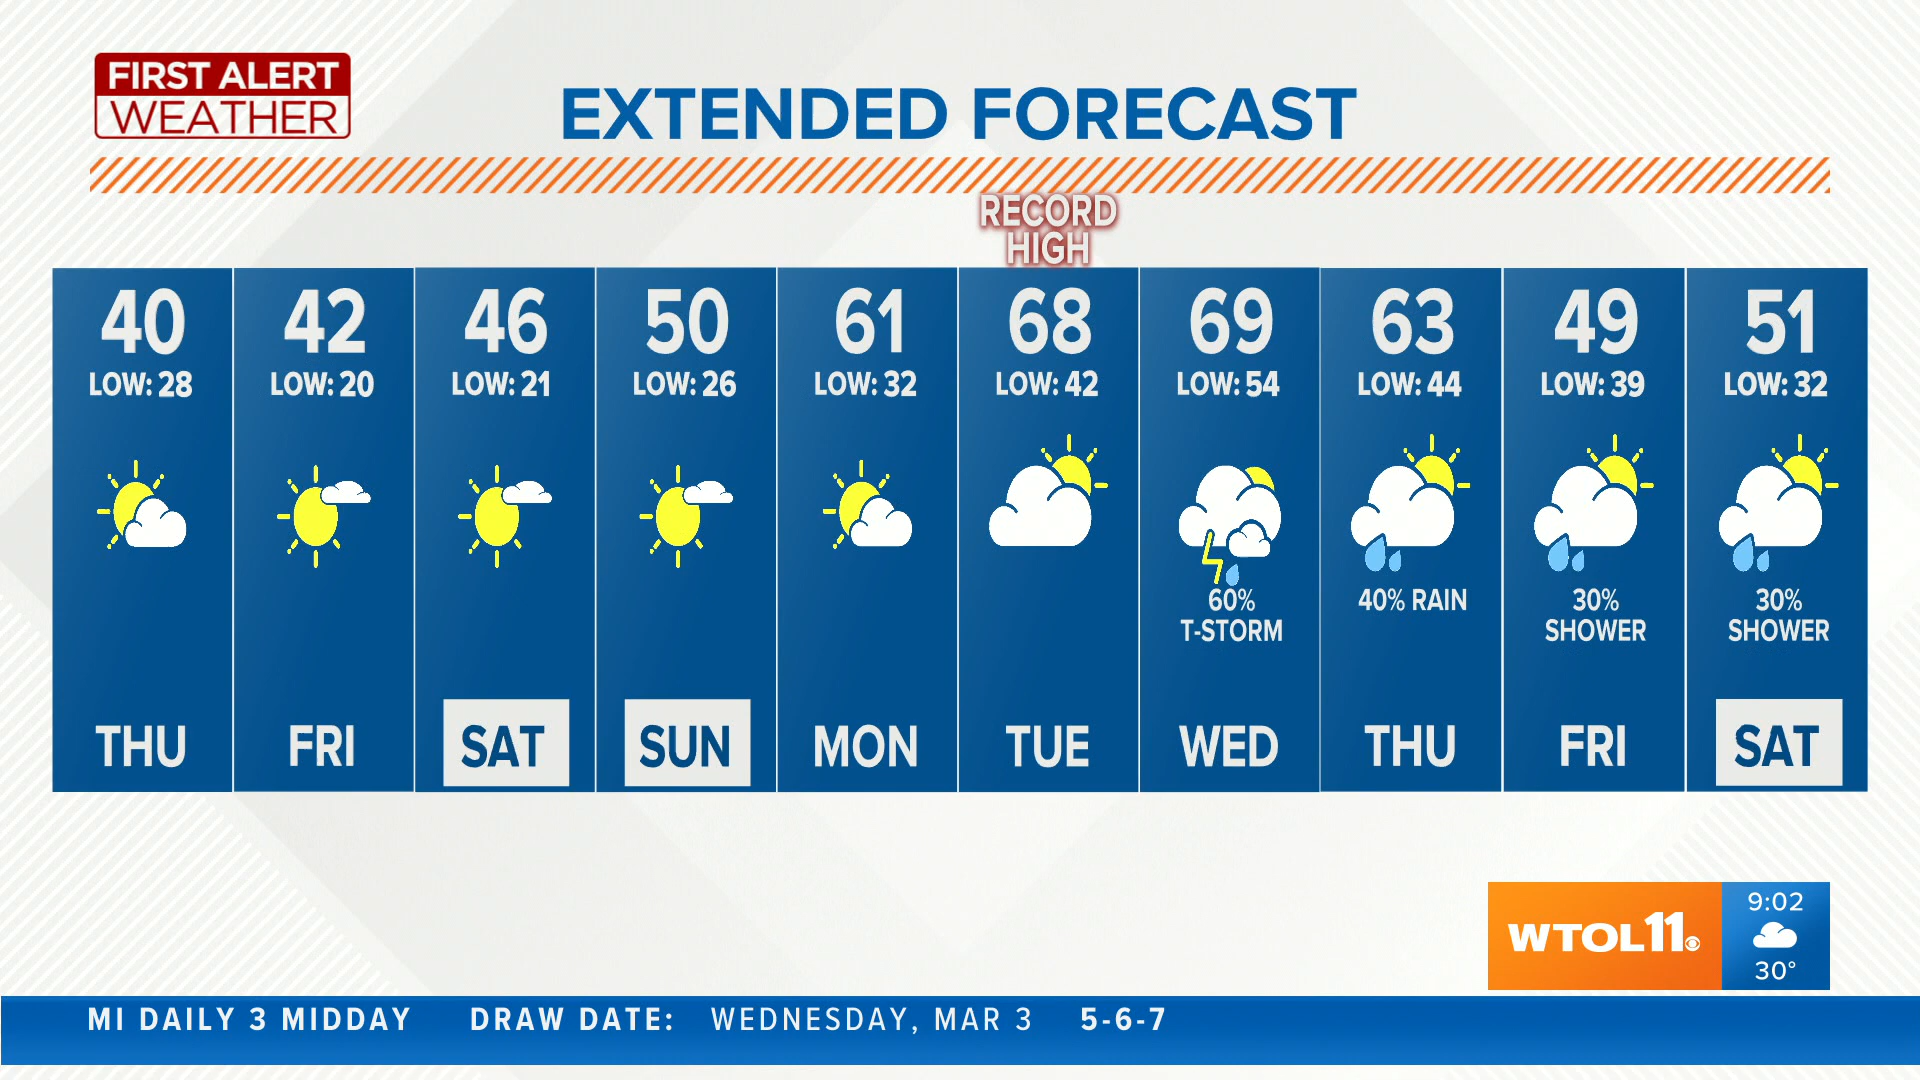 FIRST ALERT
WEATHER
EXTENDED FORECAST
RECORD
HIGH
40
LOW: 28
THU
42
LOW: 20
FRI
46
LOW: 21
SAT
50
LOW: 26
SUN
61
LOW: 32
MON
68
LOW: 42
TUE
69
LOW: 54
60%
T-STORM
WED
63
LOW: 44
40% RAIN
THU
49
LOW: 39
30%
SHOWER
FRI
51
LOW: 32
30%
SHOWER
SAT
WTOL11
9:02
30°
MI DAILY 3 MIDDAY DRAW DATE: WEDNESDAY, MAR 3 5-6-7